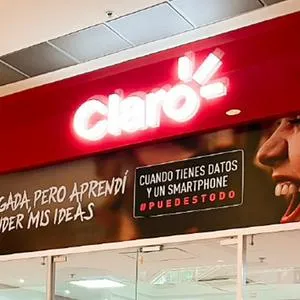 Claro
GADA, PERO APRENDÍ
DER MIS IDEAS
CUANDO TIENES DATOS
Y UN SMARTPHONE
#PUEDESTODO